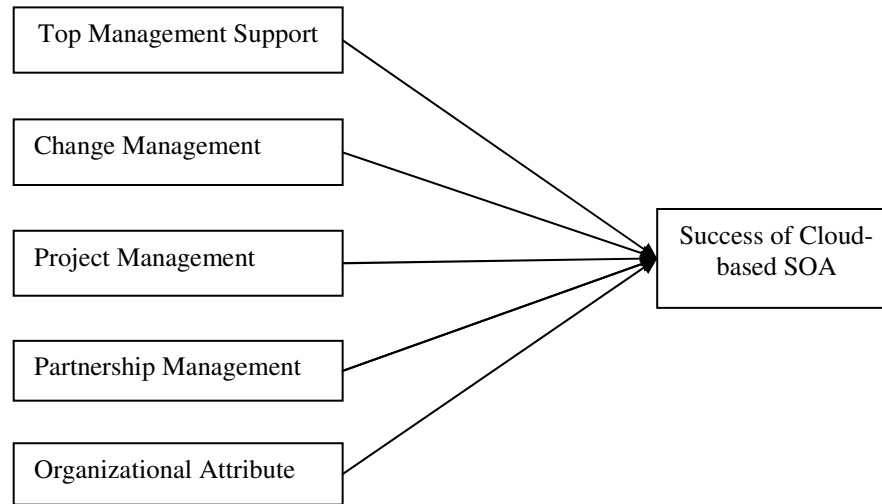 Top Management Support
Change Management
Project Management
Partnership Management
Organizational Attribute
Success of Cloud-
based SOA